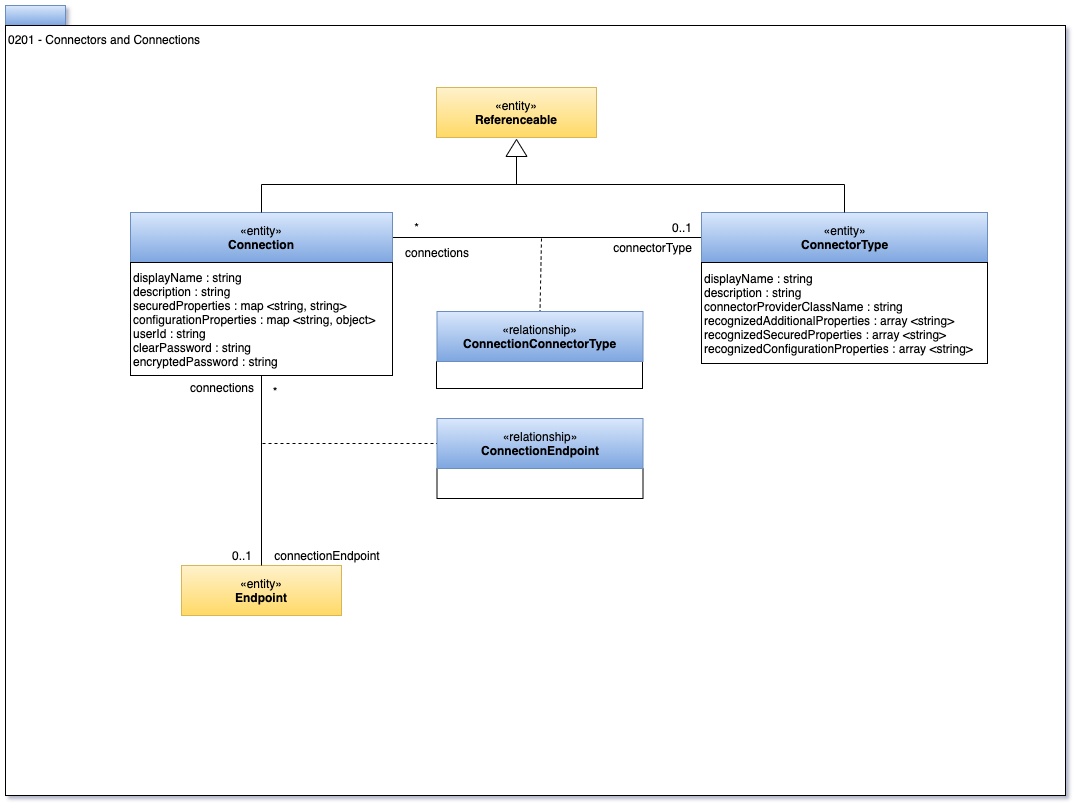 0201 - Connectors and Connections
«entity»
Referenceable
«entity»
Connection
displayName : string
description : string
securedProperties : map <string, string>
configurationProperties : map <string, object>
userId : string
clearPassword : string
encryptedPassword : string
*
connections
0..1
connectorType
«entity»
ConnectorType
displayName : string
description : string
connectorProviderClassName : string
recognizedAdditionalProperties : array <string>
recognizedSecuredProperties : array <string>
recognizedConfigurationProperties : array <string>
«relationship»
ConnectionConnectorType
connections *
«relationship»
ConnectionEndpoint
0..1 connectionEndpoint
«entity»
Endpoint